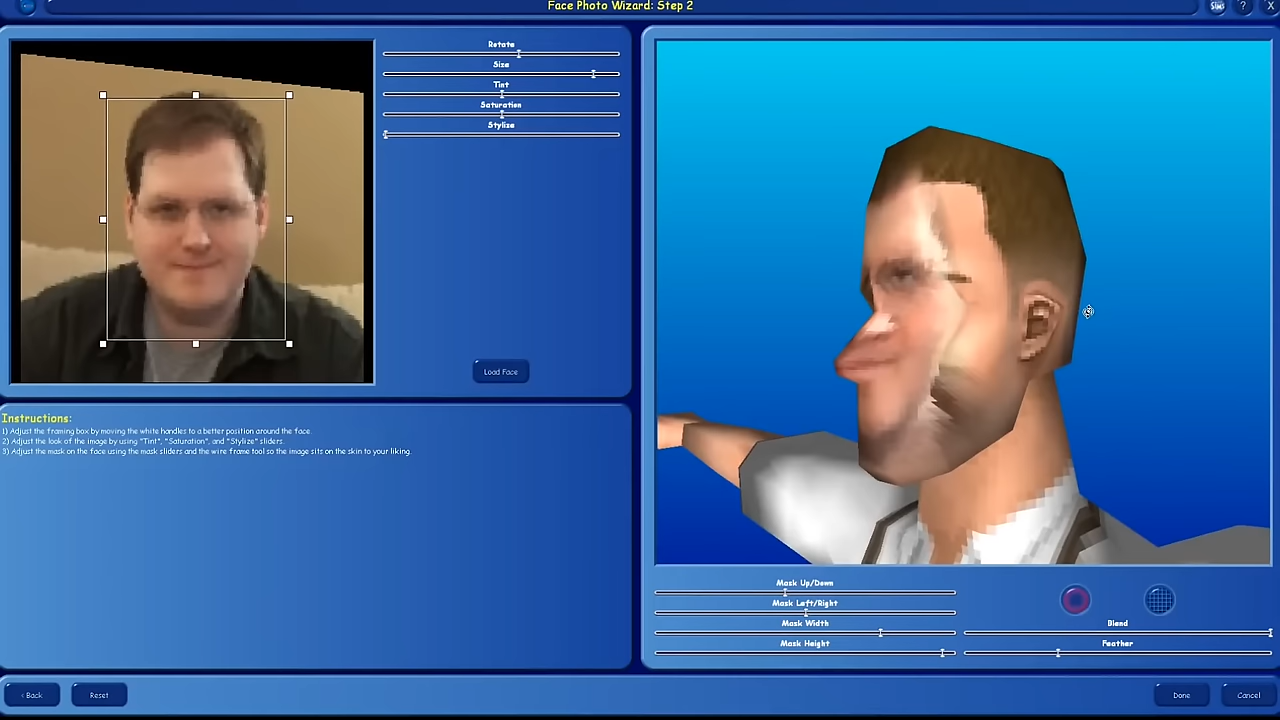 Face Photo Wizard: Step 2
Sims
?
X
Rotate
Size
Tint
Saturation
Stylize
Load Face
Instructions:
1) Adjust the framing box by moving the white handles to a better position around the face.
2) Adjust the look of the image by using "Tint", "Saturation", and "Stylize" sliders.
3) Adjust the mask on the face using the mask sliders and the wire frame tool so the image sits on the skin to your liking.
Mask Up/Down
Mask Left/Right
Mask Width
Mask Height
Blend
Feather
< Back
Reset
Done
Cancel